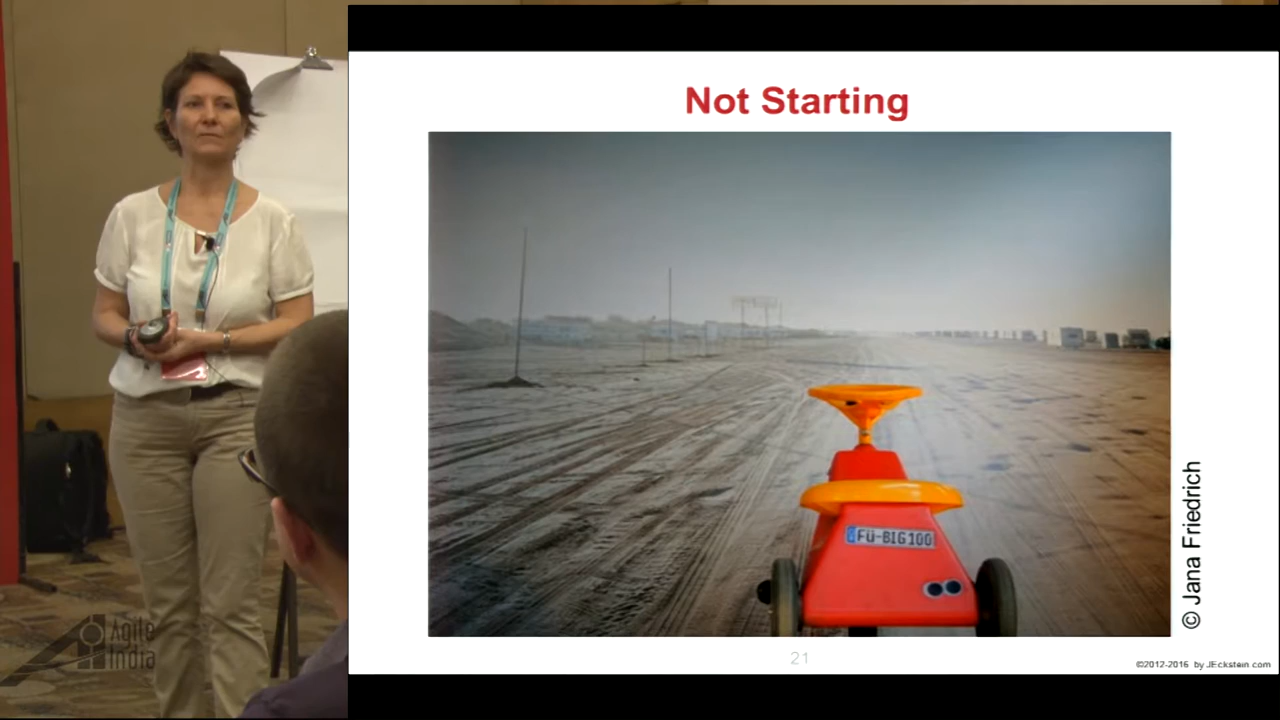 Not Starting
FÜ-BIG100
© Jana Friedrich
21
©2012-2016 by JEckstein.com
Agile
India